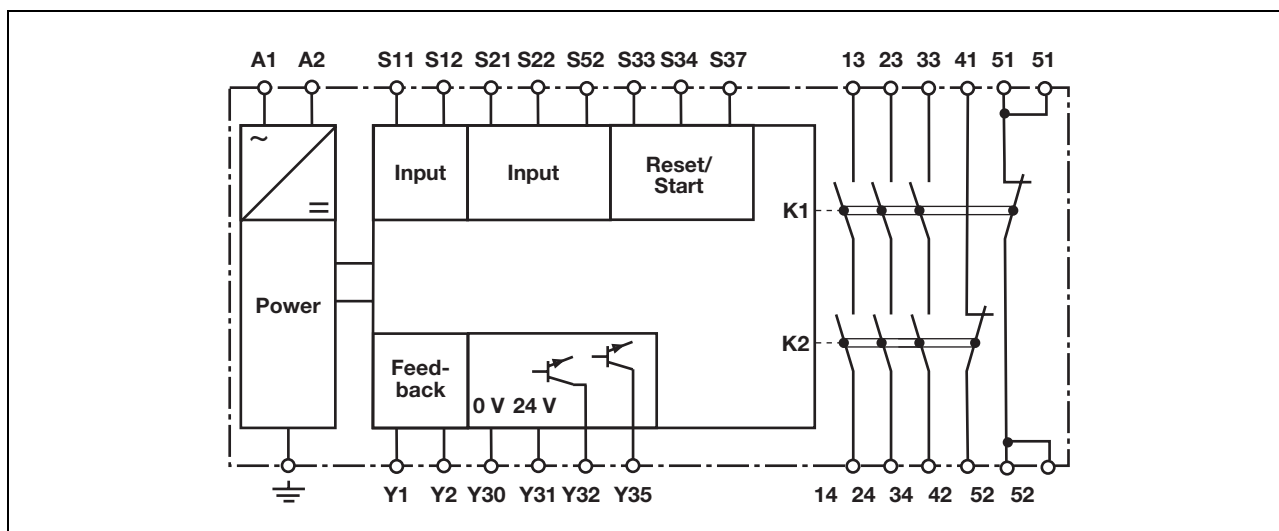 A1 A2 S11 S12 S21 S22 S52 S33 S34 S37 13 23 33 41 51 51
~
=
Input Input Reset/
Start
K1
Power
K2
Feed-
back
0 V 24 V
Y1 Y2 Y30 Y31 Y32 Y35 14 24 34 42 52 52